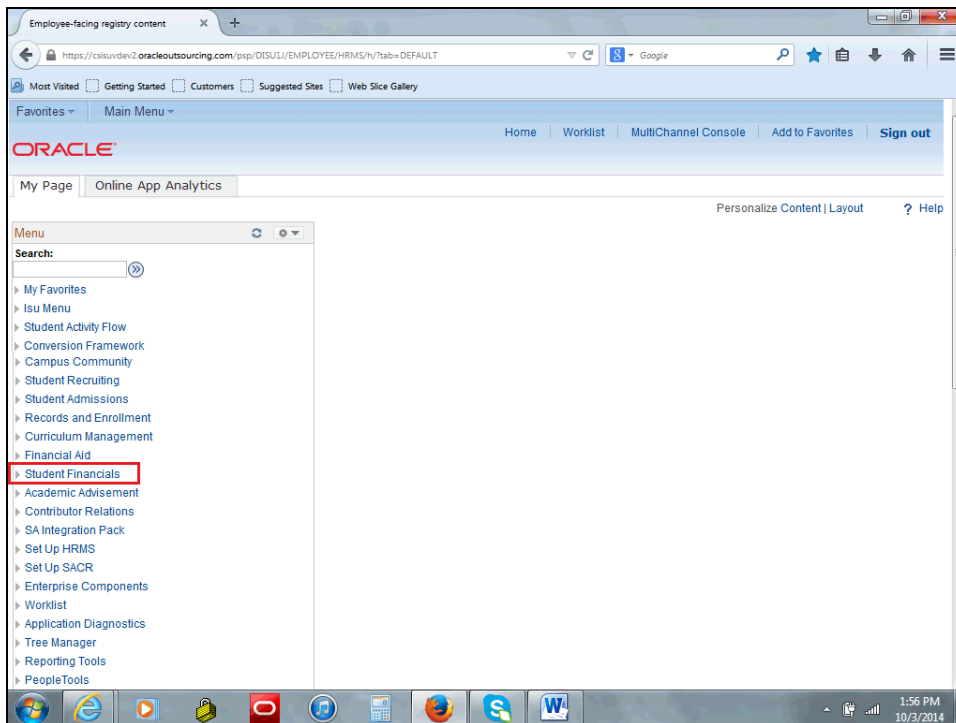 Employee-facing registry content
https://csisuvdev2.oracleoutsourcing.com/psp/DISU1J/EMPLOYEE/HRMS/h/?tab=DEFAULT
Google
Most Visited Getting Started Customers Suggested Sites Web Slice Gallery
Favorites Main Menu
Home Worklist MultiChannel Console Add to Favorites Sign out
ORACLE
My Page Online App Analytics
Personalize Content | Layout ? Help
Menu
Search:
My Favorites
Isu Menu
Student Activity Flow
Conversion Framework
Campus Community
Student Recruiting
Student Admissions
Records and Enrollment
Curriculum Management
Financial Aid
Student Financials
Academic Advisement
Contributor Relations
SA Integration Pack
Set Up HRMS
Set Up SACR
Enterprise Components
Worklist
Application Diagnostics
Tree Manager
Reporting Tools
PeopleTools
1:56 PM
10/3/2014